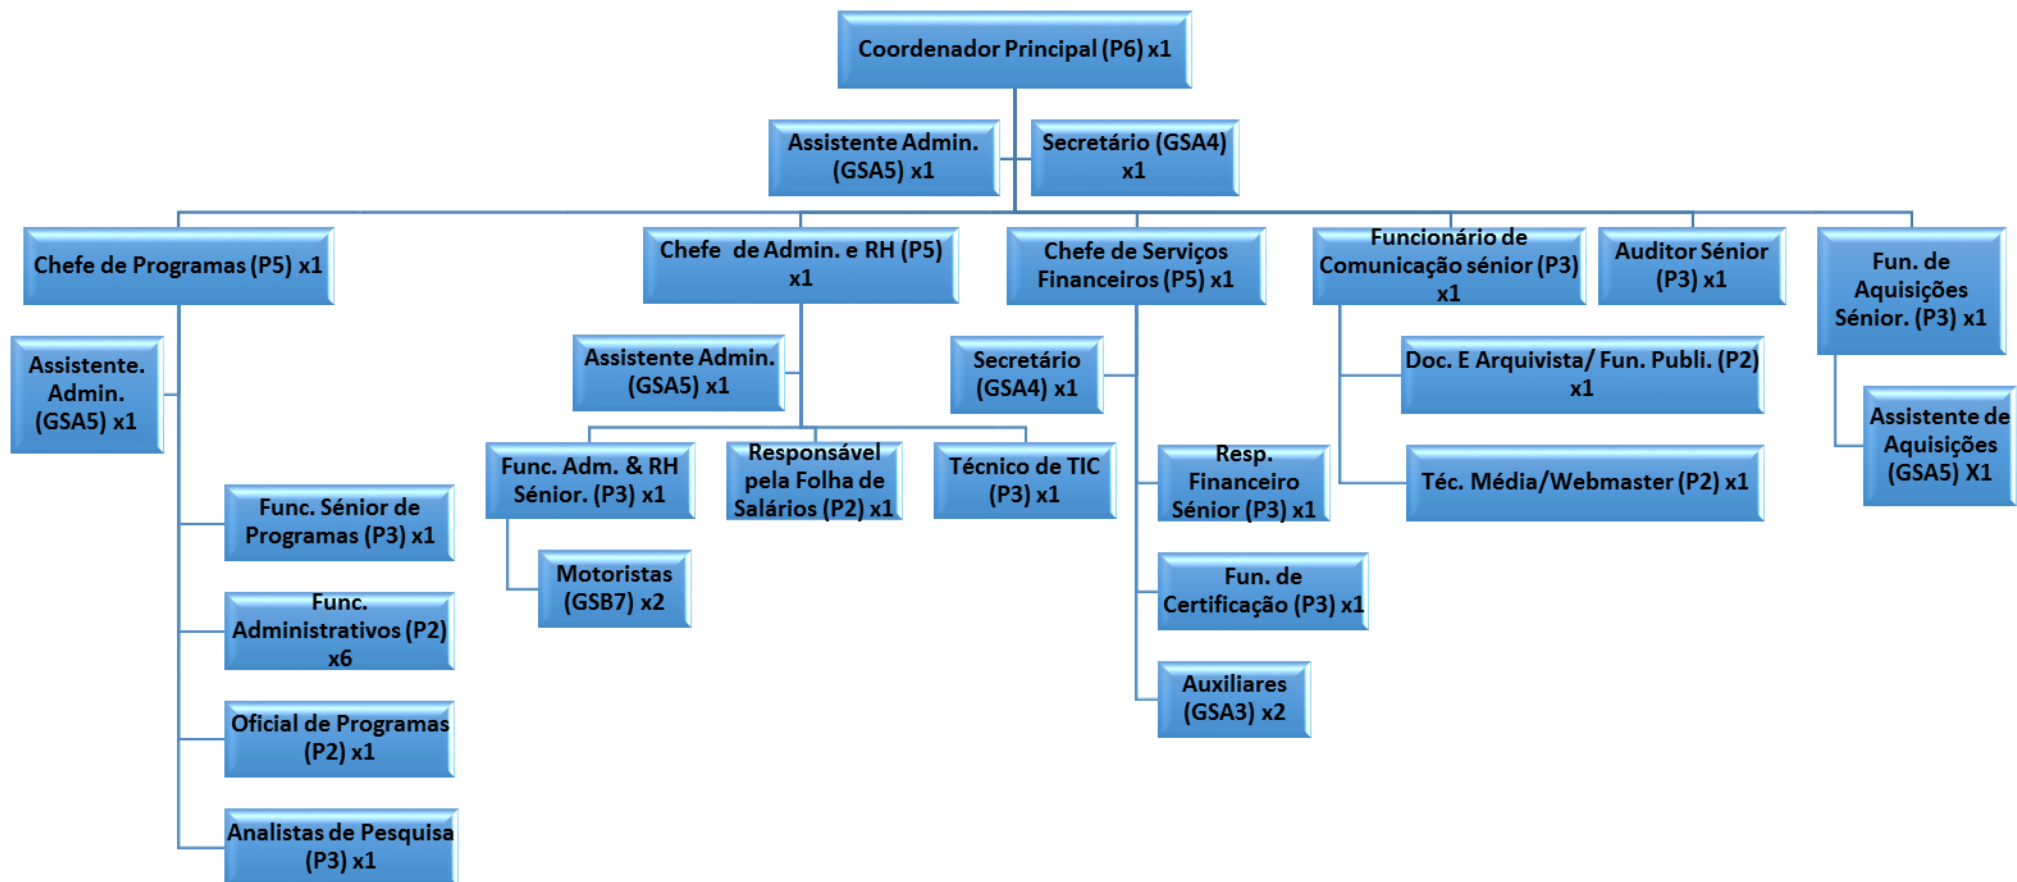 Coordenador Principal (P6) x1
Assistente Admin.
(GSA5) x1
Secretário (GSA4)
x1
Chefe de Programas (P5) x1
Chefe  de Admin. e RH (P5)
x1
Chefe de Serviços
Financeiros (P5) x1
Funcionário de
Comunicação sénior (P3)
x1
Auditor Sénior
(P3) x1
Fun. de
Aquisições
Sénior. (P3) x1
Assistente.
Admin.
(GSA5) x1
Func. Sénior de
Programas (P3) x1
Func.
Administrativos (P2)
x6
Oficial de Programas
(P2) x1
Analistas de Pesquisa
(P3) x1
Assistente Admin.
(GSA5) x1
Func. Adm. & RH
Sénior. (P3) x1
Motoristas
(GSB7) x2
Responsável
pela Folha de
Salários (P2) x1
Técnico de TIC
(P3) x1
Secretário
(GSA4) x1
Resp.
Financeiro
Sénior (P3) x1
Fun. de
Certificação (P3) x1
Auxiliares
(GSA3) x2
Doc. E Arquivista/ Fun. Publi. (P2)
x1
Téc. Média/Webmaster (P2) x1
Assistente de
Aquisições
(GSA5) X1